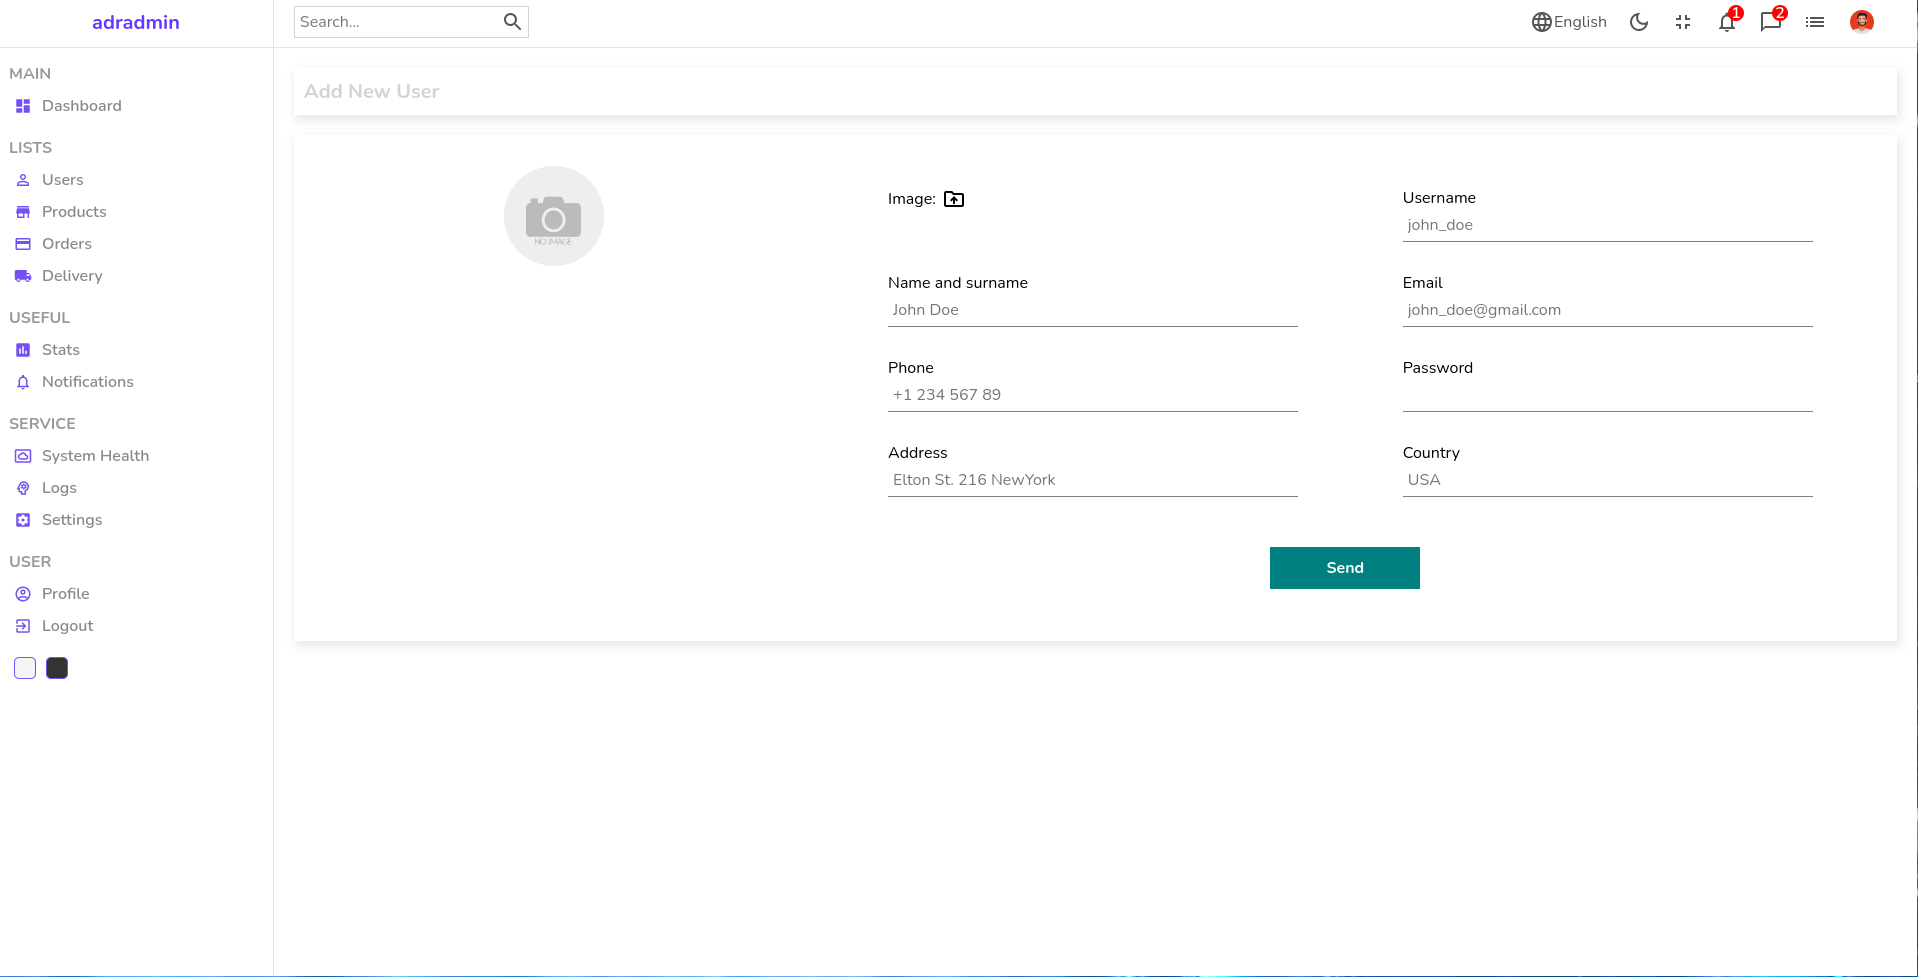 adradmin
Search...
English
1
2
MAIN
Dashboard
LISTS
Users
Products
Orders
Delivery
USEFUL
Stats
Notifications
SERVICE
System Health
Logs
Settings
USER
Profile
Logout
Add New User
NO IMAGE
Image:
Username
john_doe
Name and surname
John Doe
Email
john_doe@gmail.com
Phone
+1 234 567 89
Password
Address
Elton St. 216 NewYork
Country
USA
Send